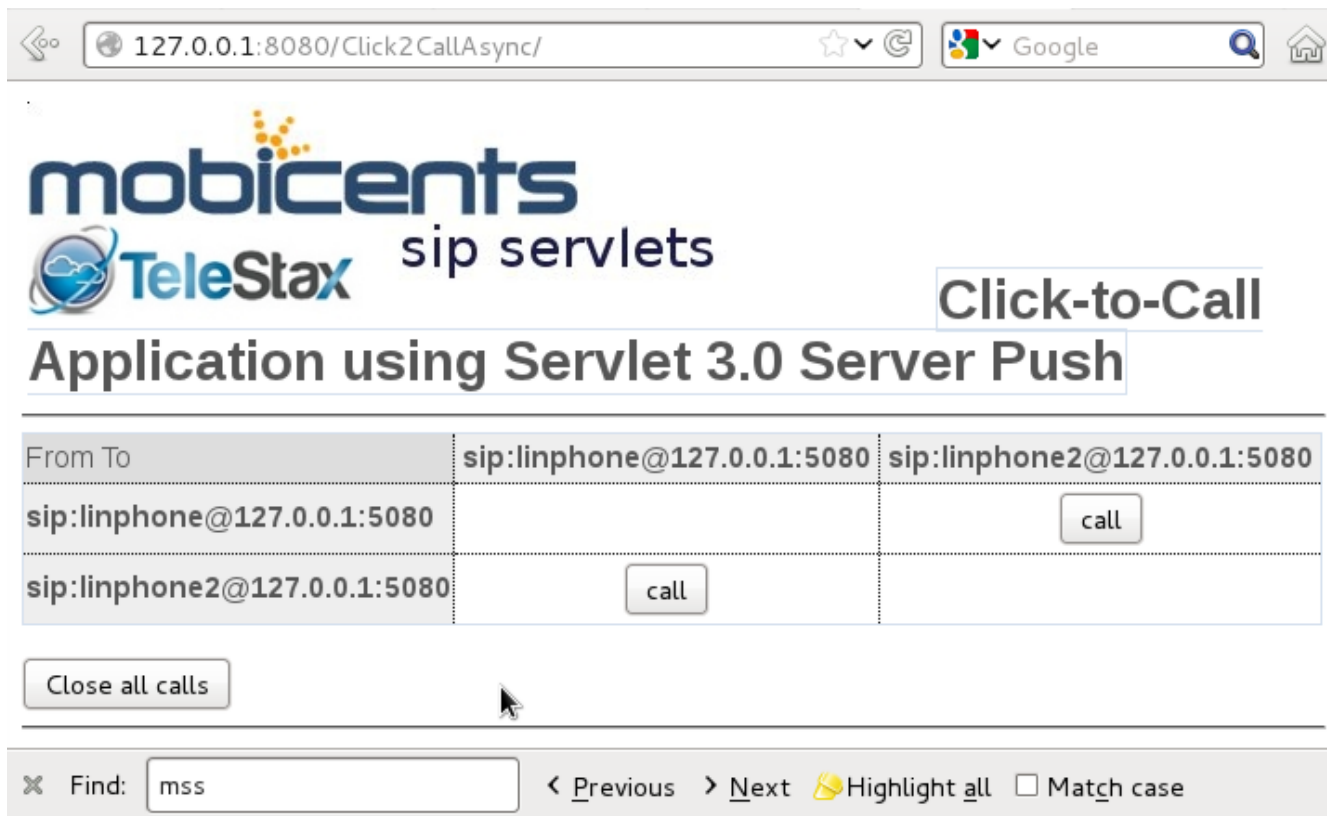 127.0.0.1:8080/Click2CallAsync/ Google
mobicents
sip servlets
TeleStax
Click-to-Call
Application using Servlet 3.0 Server Push
From To sip:linphone@127.0.0.1:5080 sip:linphone2@127.0.0.1:5080
sip:linphone@127.0.0.1:5080 call
sip:linphone2@127.0.0.1:5080 call
Close all calls
Find: mss Previous Next Highlight all Match case